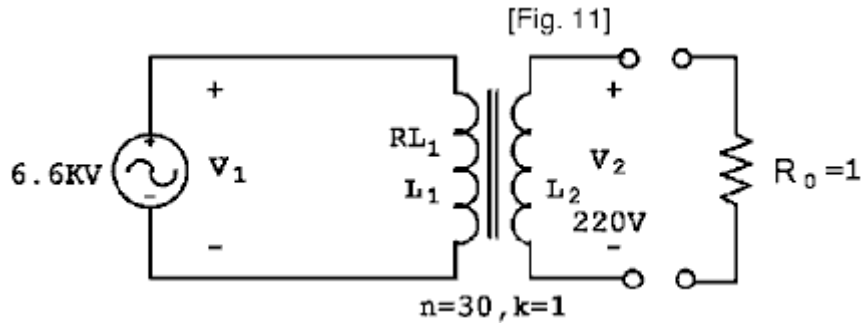 [Fig. 11]
+
+
+
RL₁
6.6KV
V₁
V₂
R₀=1
L₁
L₂
220V
-
-
-
n=30,k=1